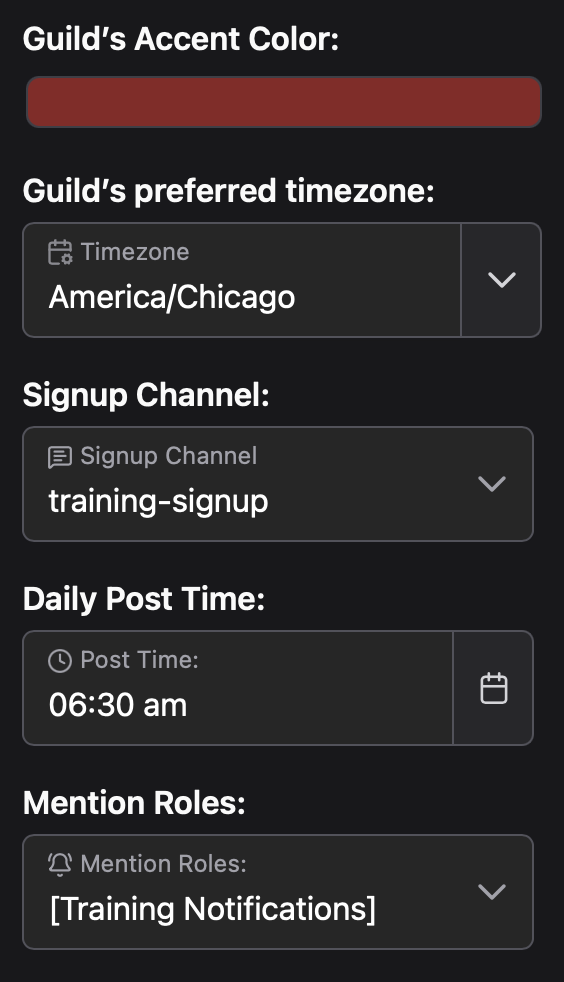 Guild's Accent Color:
Guild's preferred timezone:
Timezone
America/Chicago
Signup Channel:
Signup Channel
training-signup
Daily Post Time:
Post Time:
06:30 am
Mention Roles:
Mention Roles:
[Training Notifications]